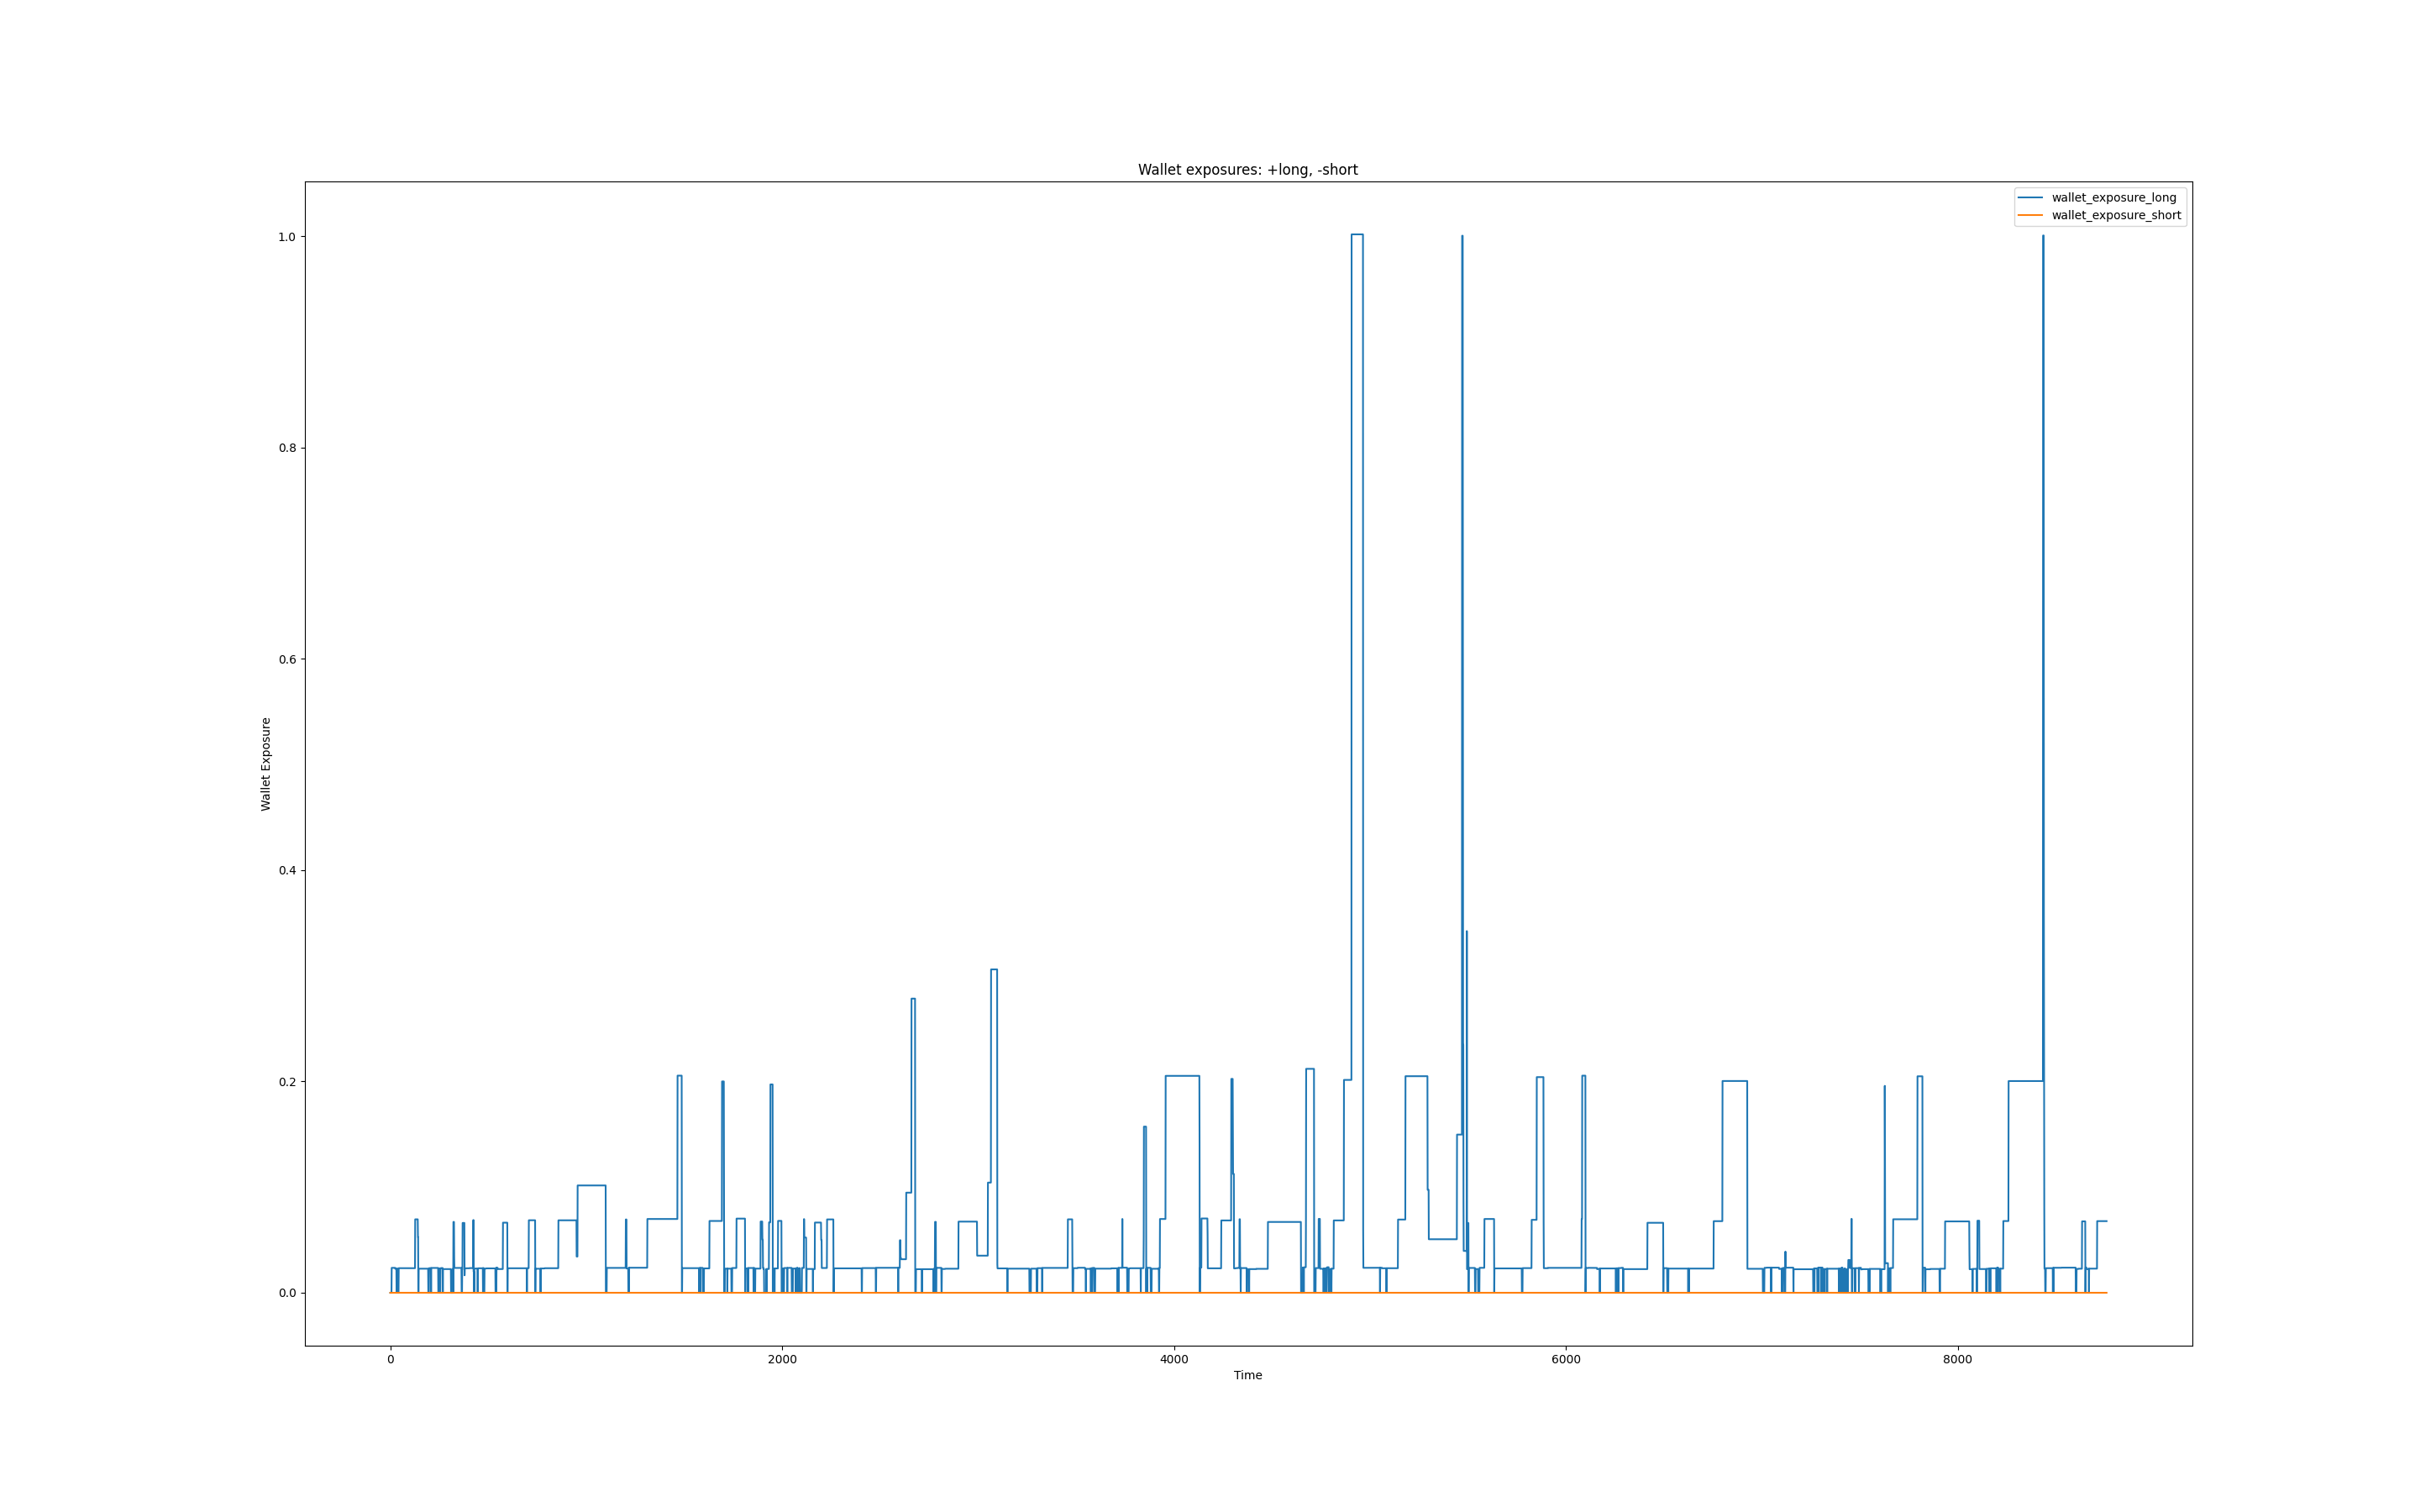 Wallet exposures: +long, -short
wallet_exposure_long
wallet_exposure_short
1.0
0.8
0.6
0.4
0.2
0.0
Wallet Exposure
0 2000 4000 6000 8000
Time